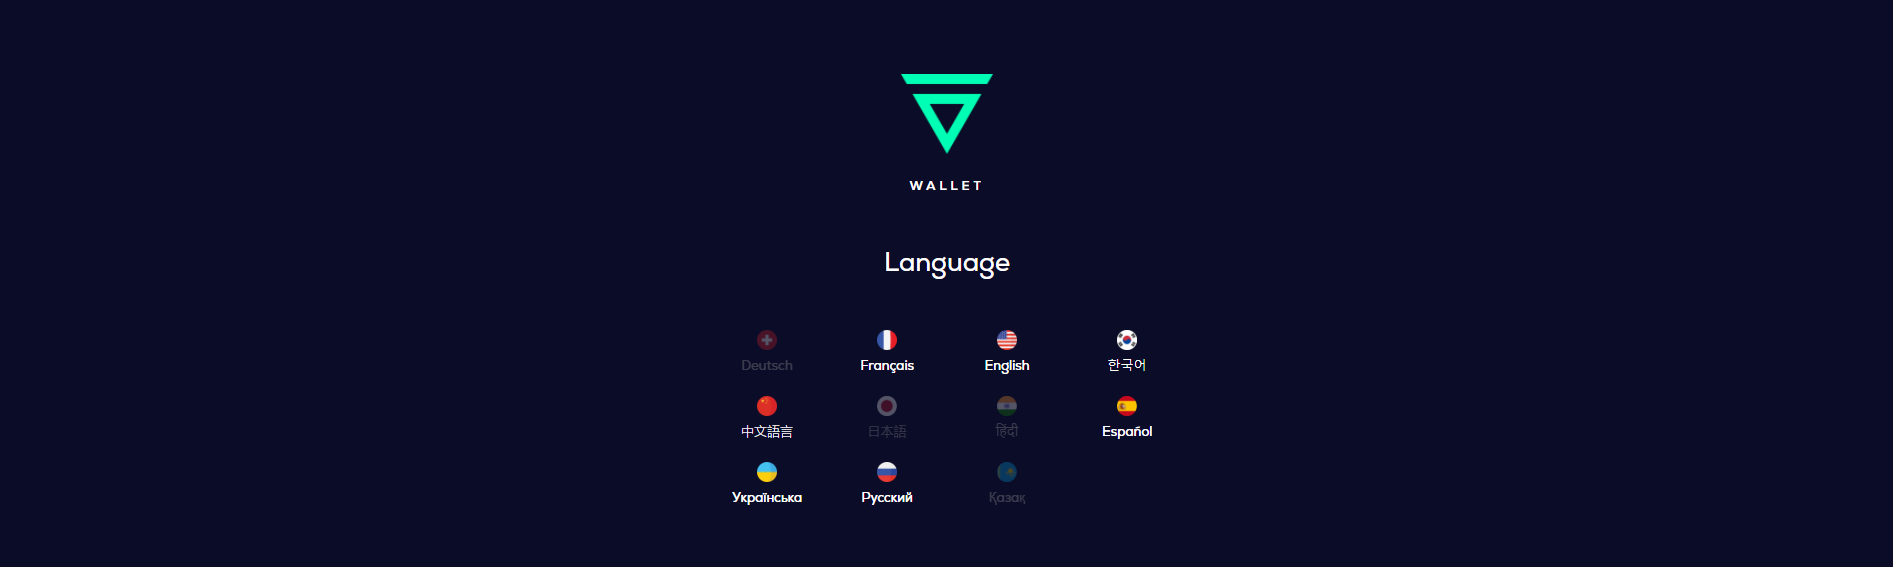 WALLET
Language
Deutsch Français English 한국어
中文語言 日本語 हिंदी Español
Українська Русский Қазақ